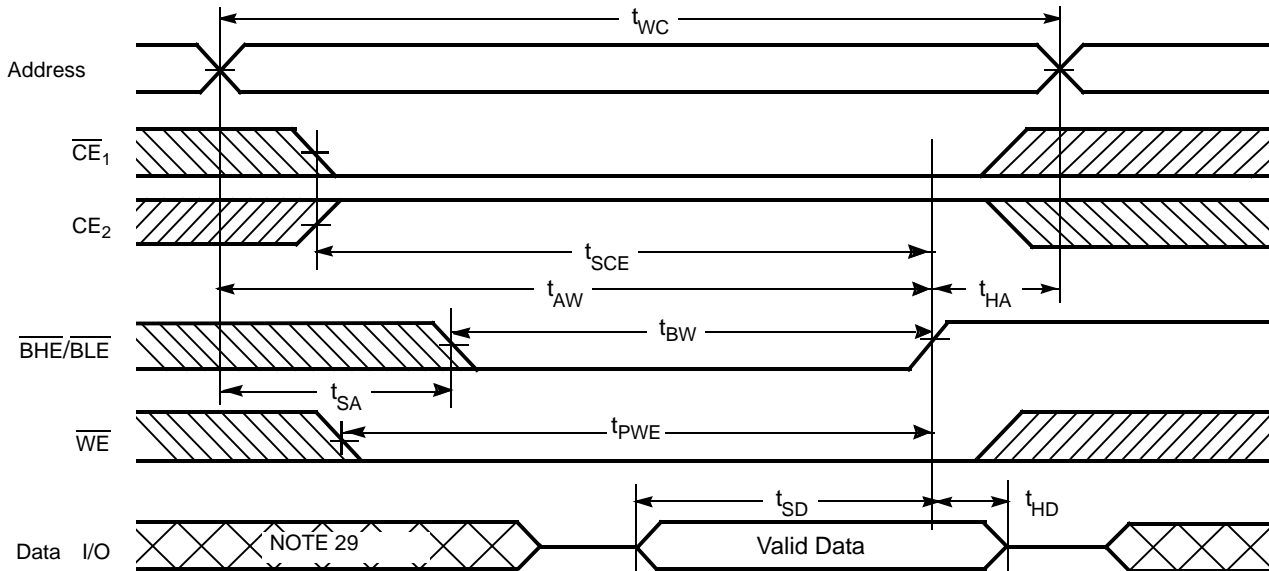 tWC
Address
CE1
CE2
tSCE
tAW
tHA
BHE/BLE
tBW
tSA
WE
tPWE
tSD
tHD
Data I/O
NOTE 29
Valid Data